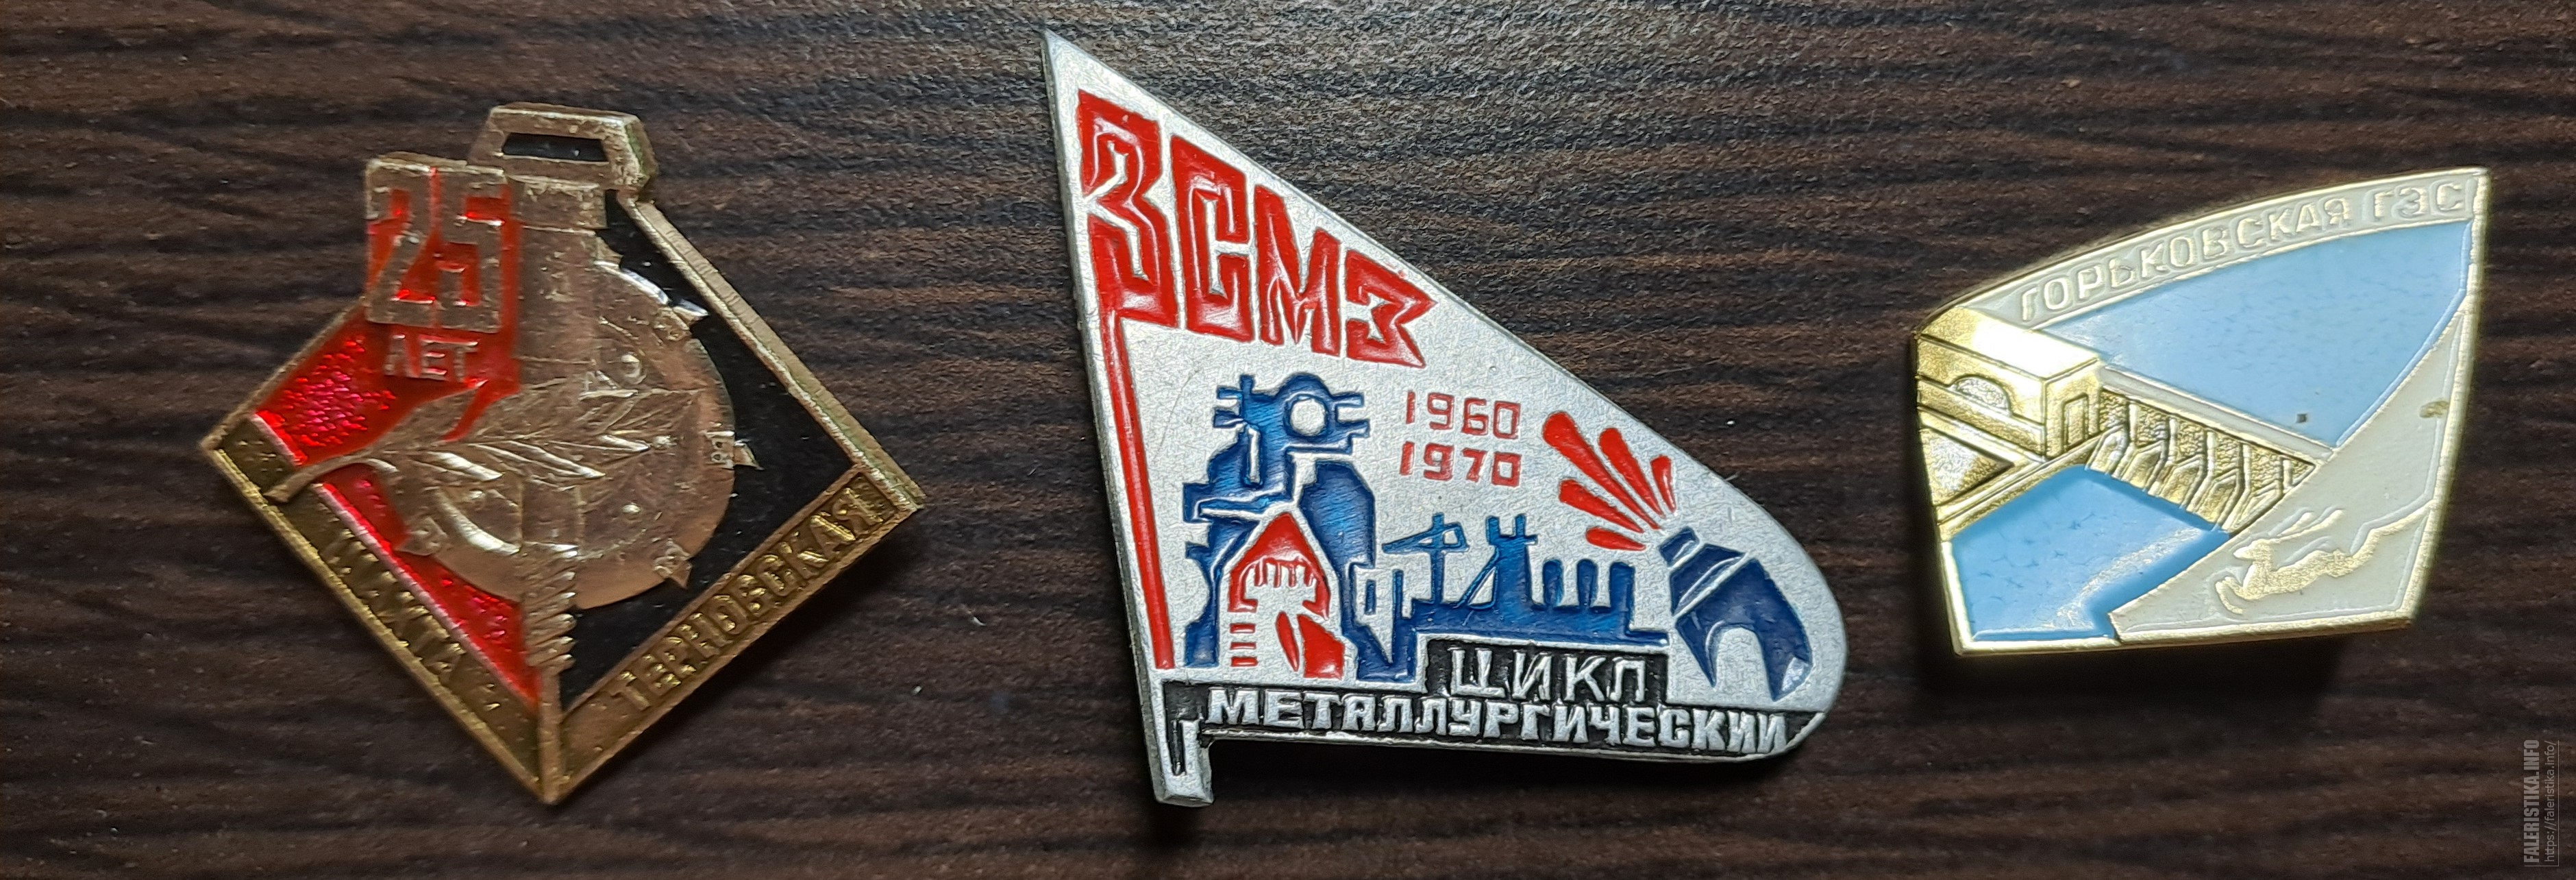 25
ЛЕТ
ШАХТА
ТЕРНОВСКАЯ
ЗСМЗ
1960
1970
ЦИКЛ
МЕТАЛЛУРГИЧЕСКИЙ
ГОРЬКОВСКАЯ ГЭС
FALERISTIKA.INFO
https://faleristika.info/